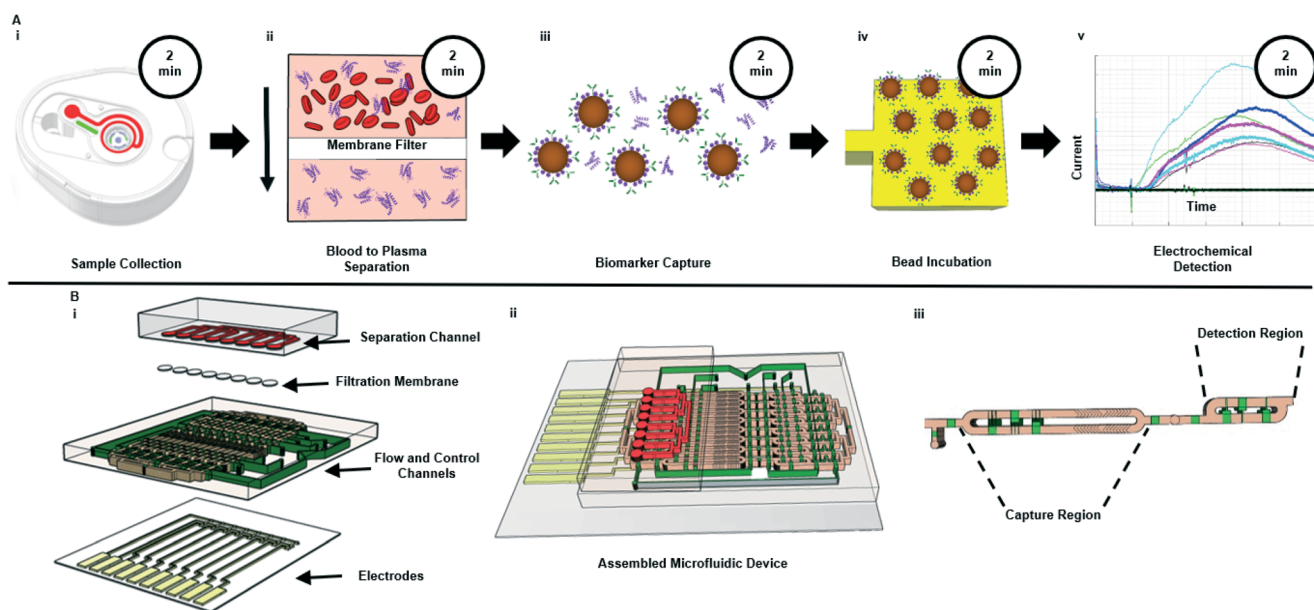 A
i
2
min
ii
2
min
iii
2
min
iv
2
min
v
2
min
Membrane Filter
Current
Time
Sample Collection
Blood to Plasma
Separation
Biomarker Capture
Bead Incubation
Electrochemical
Detection
B
i
Separation Channel
Filtration Membrane
Flow and Control
Channels
Electrodes
ii
Assembled Microfluidic Device
iii
Detection Region
Capture Region